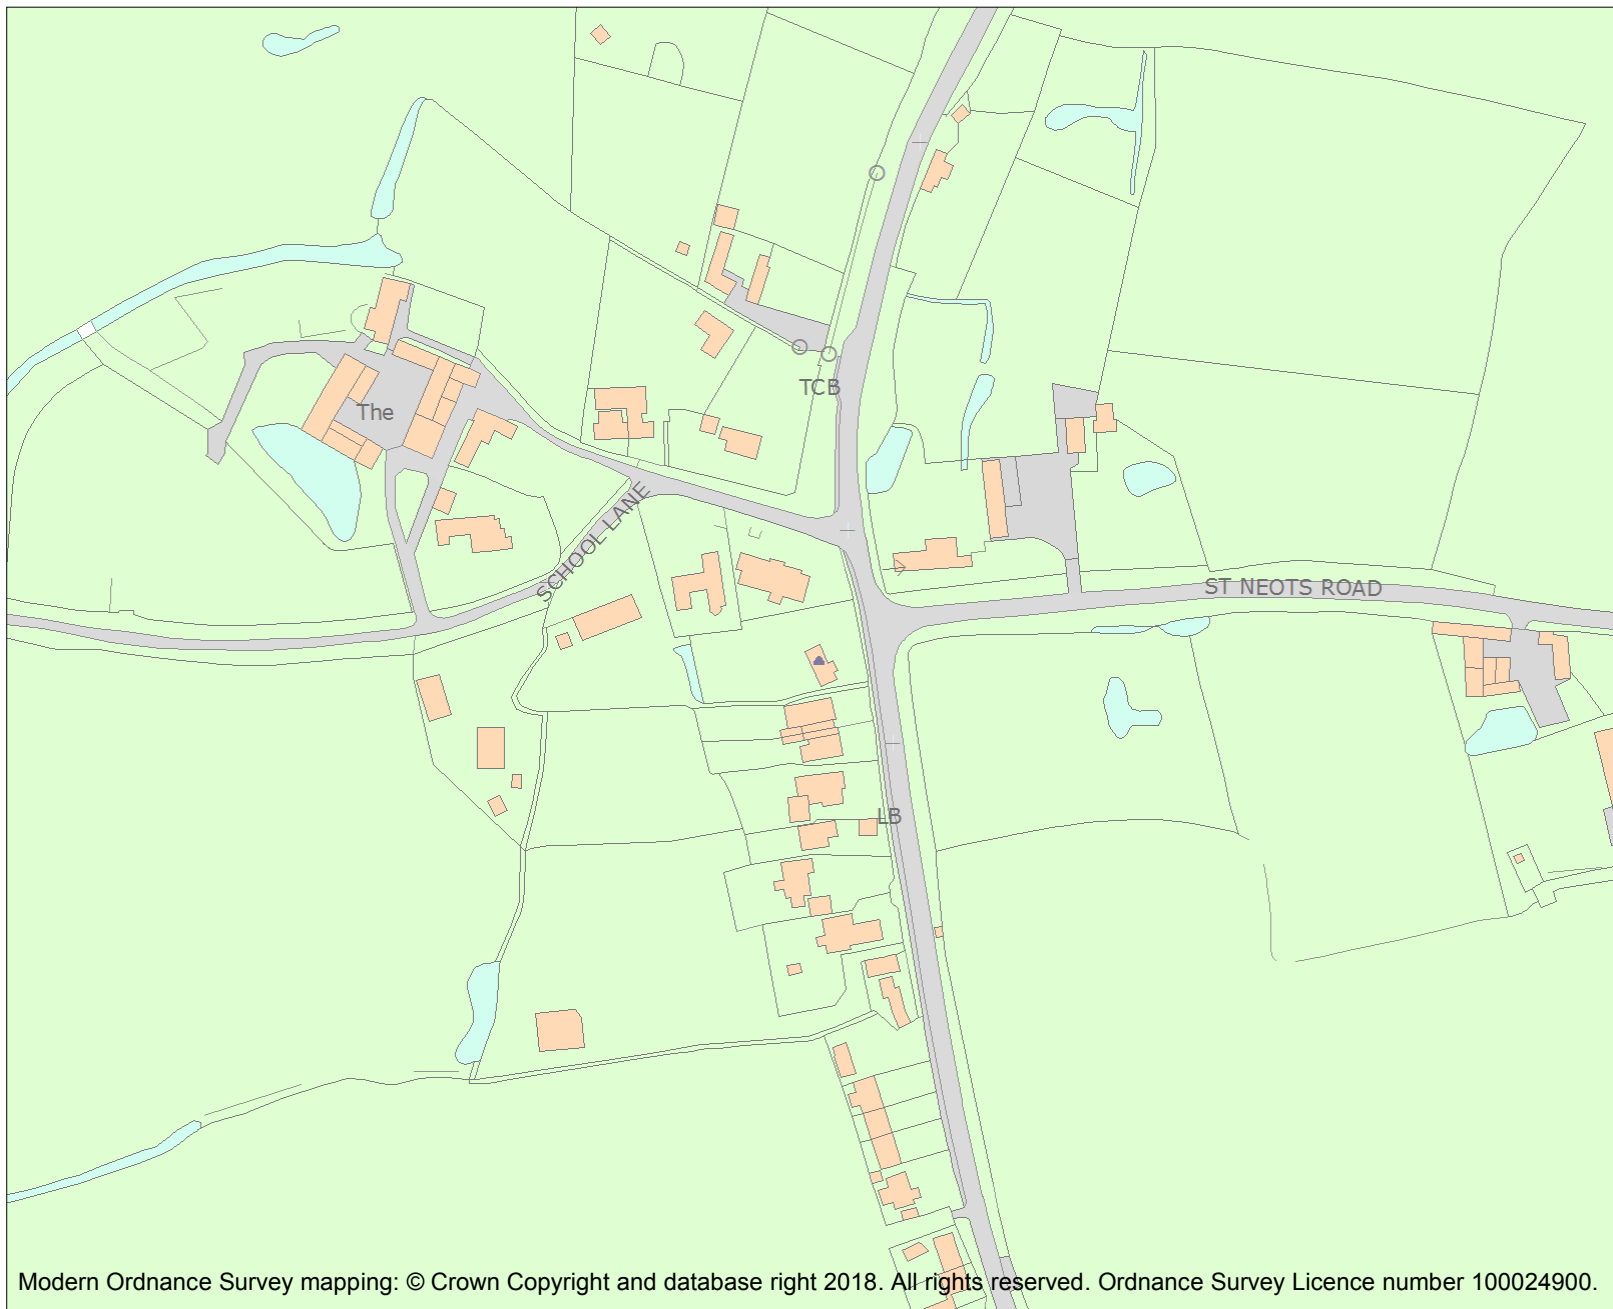 TCB
The
SCHOOL LANE
ST NEOTS ROAD
LB
Modern Ordnance Survey mapping: © Crown Copyright and database right 2018. All rights reserved. Ordnance Survey Licence number 100024900.